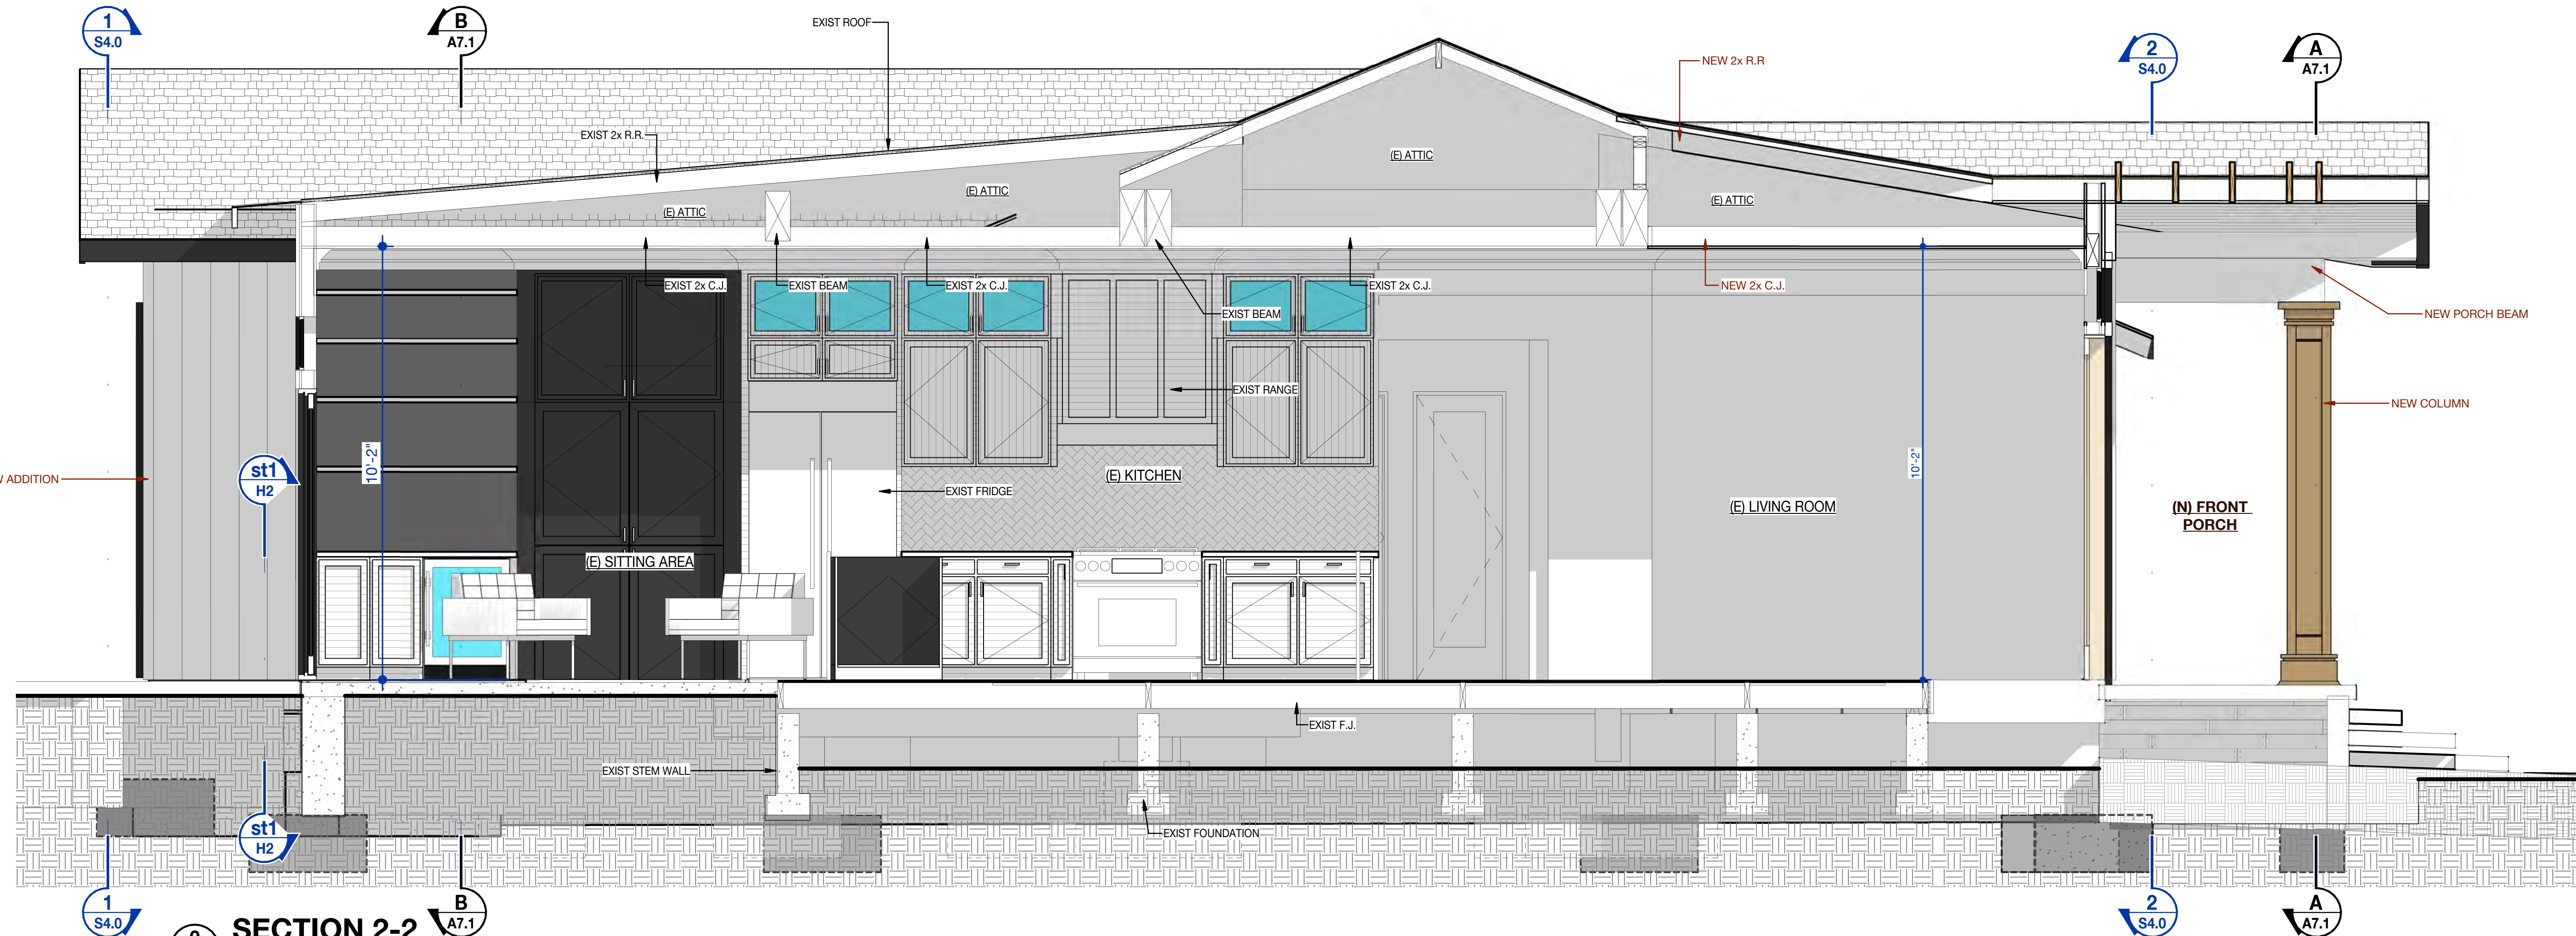 1
S4.0
B
A7.1
EXIST ROOF
2
S4.0
A
A7.1
NEW 2x R.R
EXIST 2x R.R.
(E) ATTIC
(E) ATTIC
(E) ATTIC
(E) ATTIC
EXIST 2x C.J.
EXIST BEAM
EXIST 2x C.J.
EXIST 2x C.J.
NEW 2x C.J.
EXIST BEAM
NEW PORCH BEAM
EXIST RANGE
NEW COLUMN
10'-2"
10'-2"
ADDITION
st1
H2
(E) KITCHEN
EXIST FRIDGE
(E) LIVING ROOM
(N) FRONT
PORCH
(E) SITTING AREA
EXIST F.J.
EXIST STEM WALL
EXIST FOUNDATION
st1
H2
1
S4.0
B
A7.1
2
S4.0
A
A7.1
SECTION 2-2